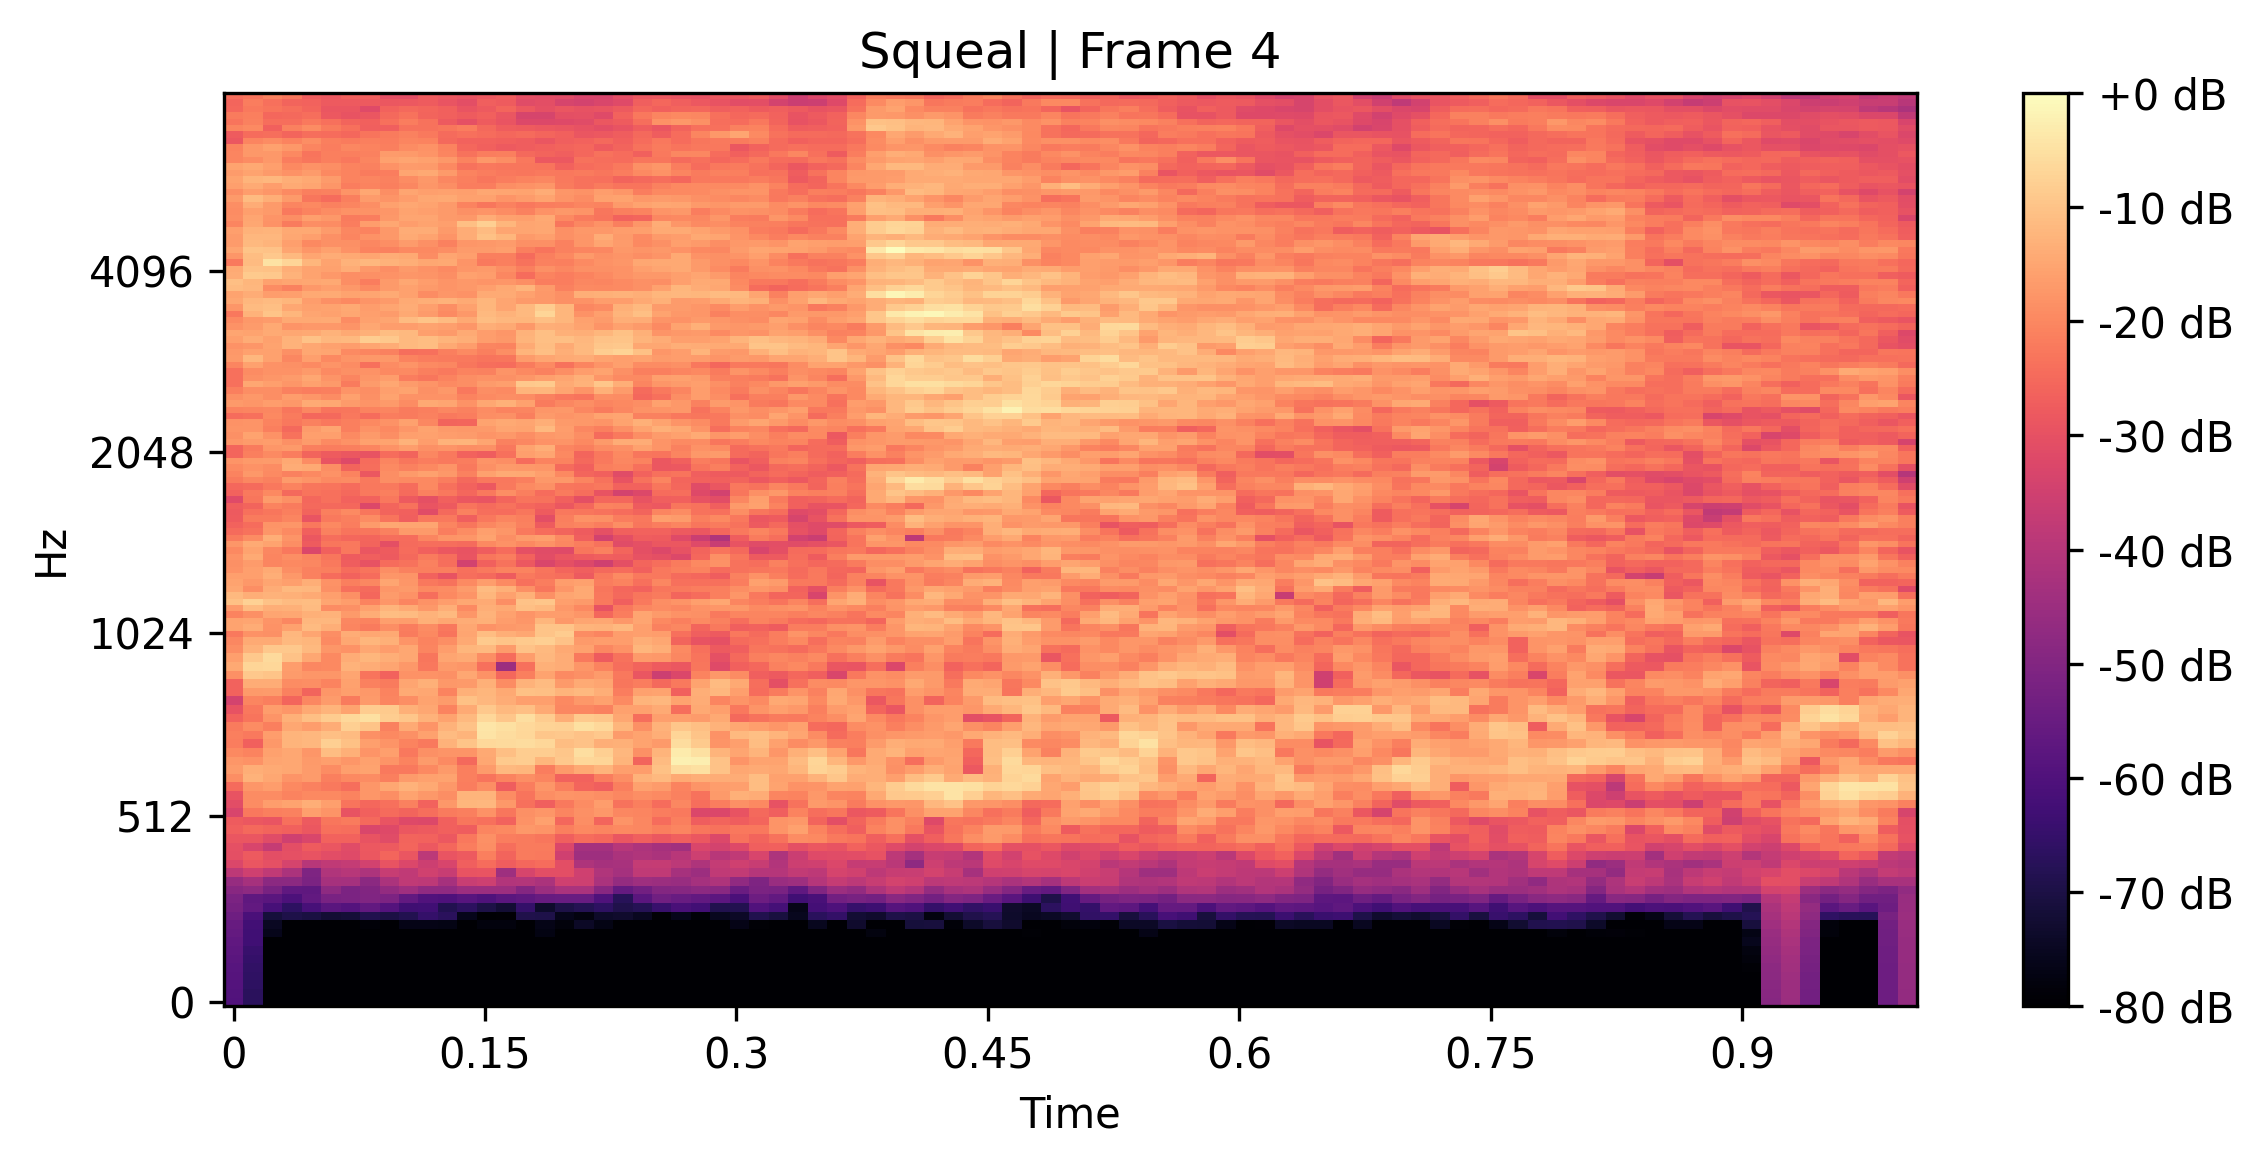 Squeal | Frame 4
+0 dB
-10 dB
-20 dB
-30 dB
-40 dB
-50 dB
-60 dB
-70 dB
-80 dB
Hz
4096
2048
1024
512
0
0 0.15 0.3 0.45 0.6 0.75 0.9
Time